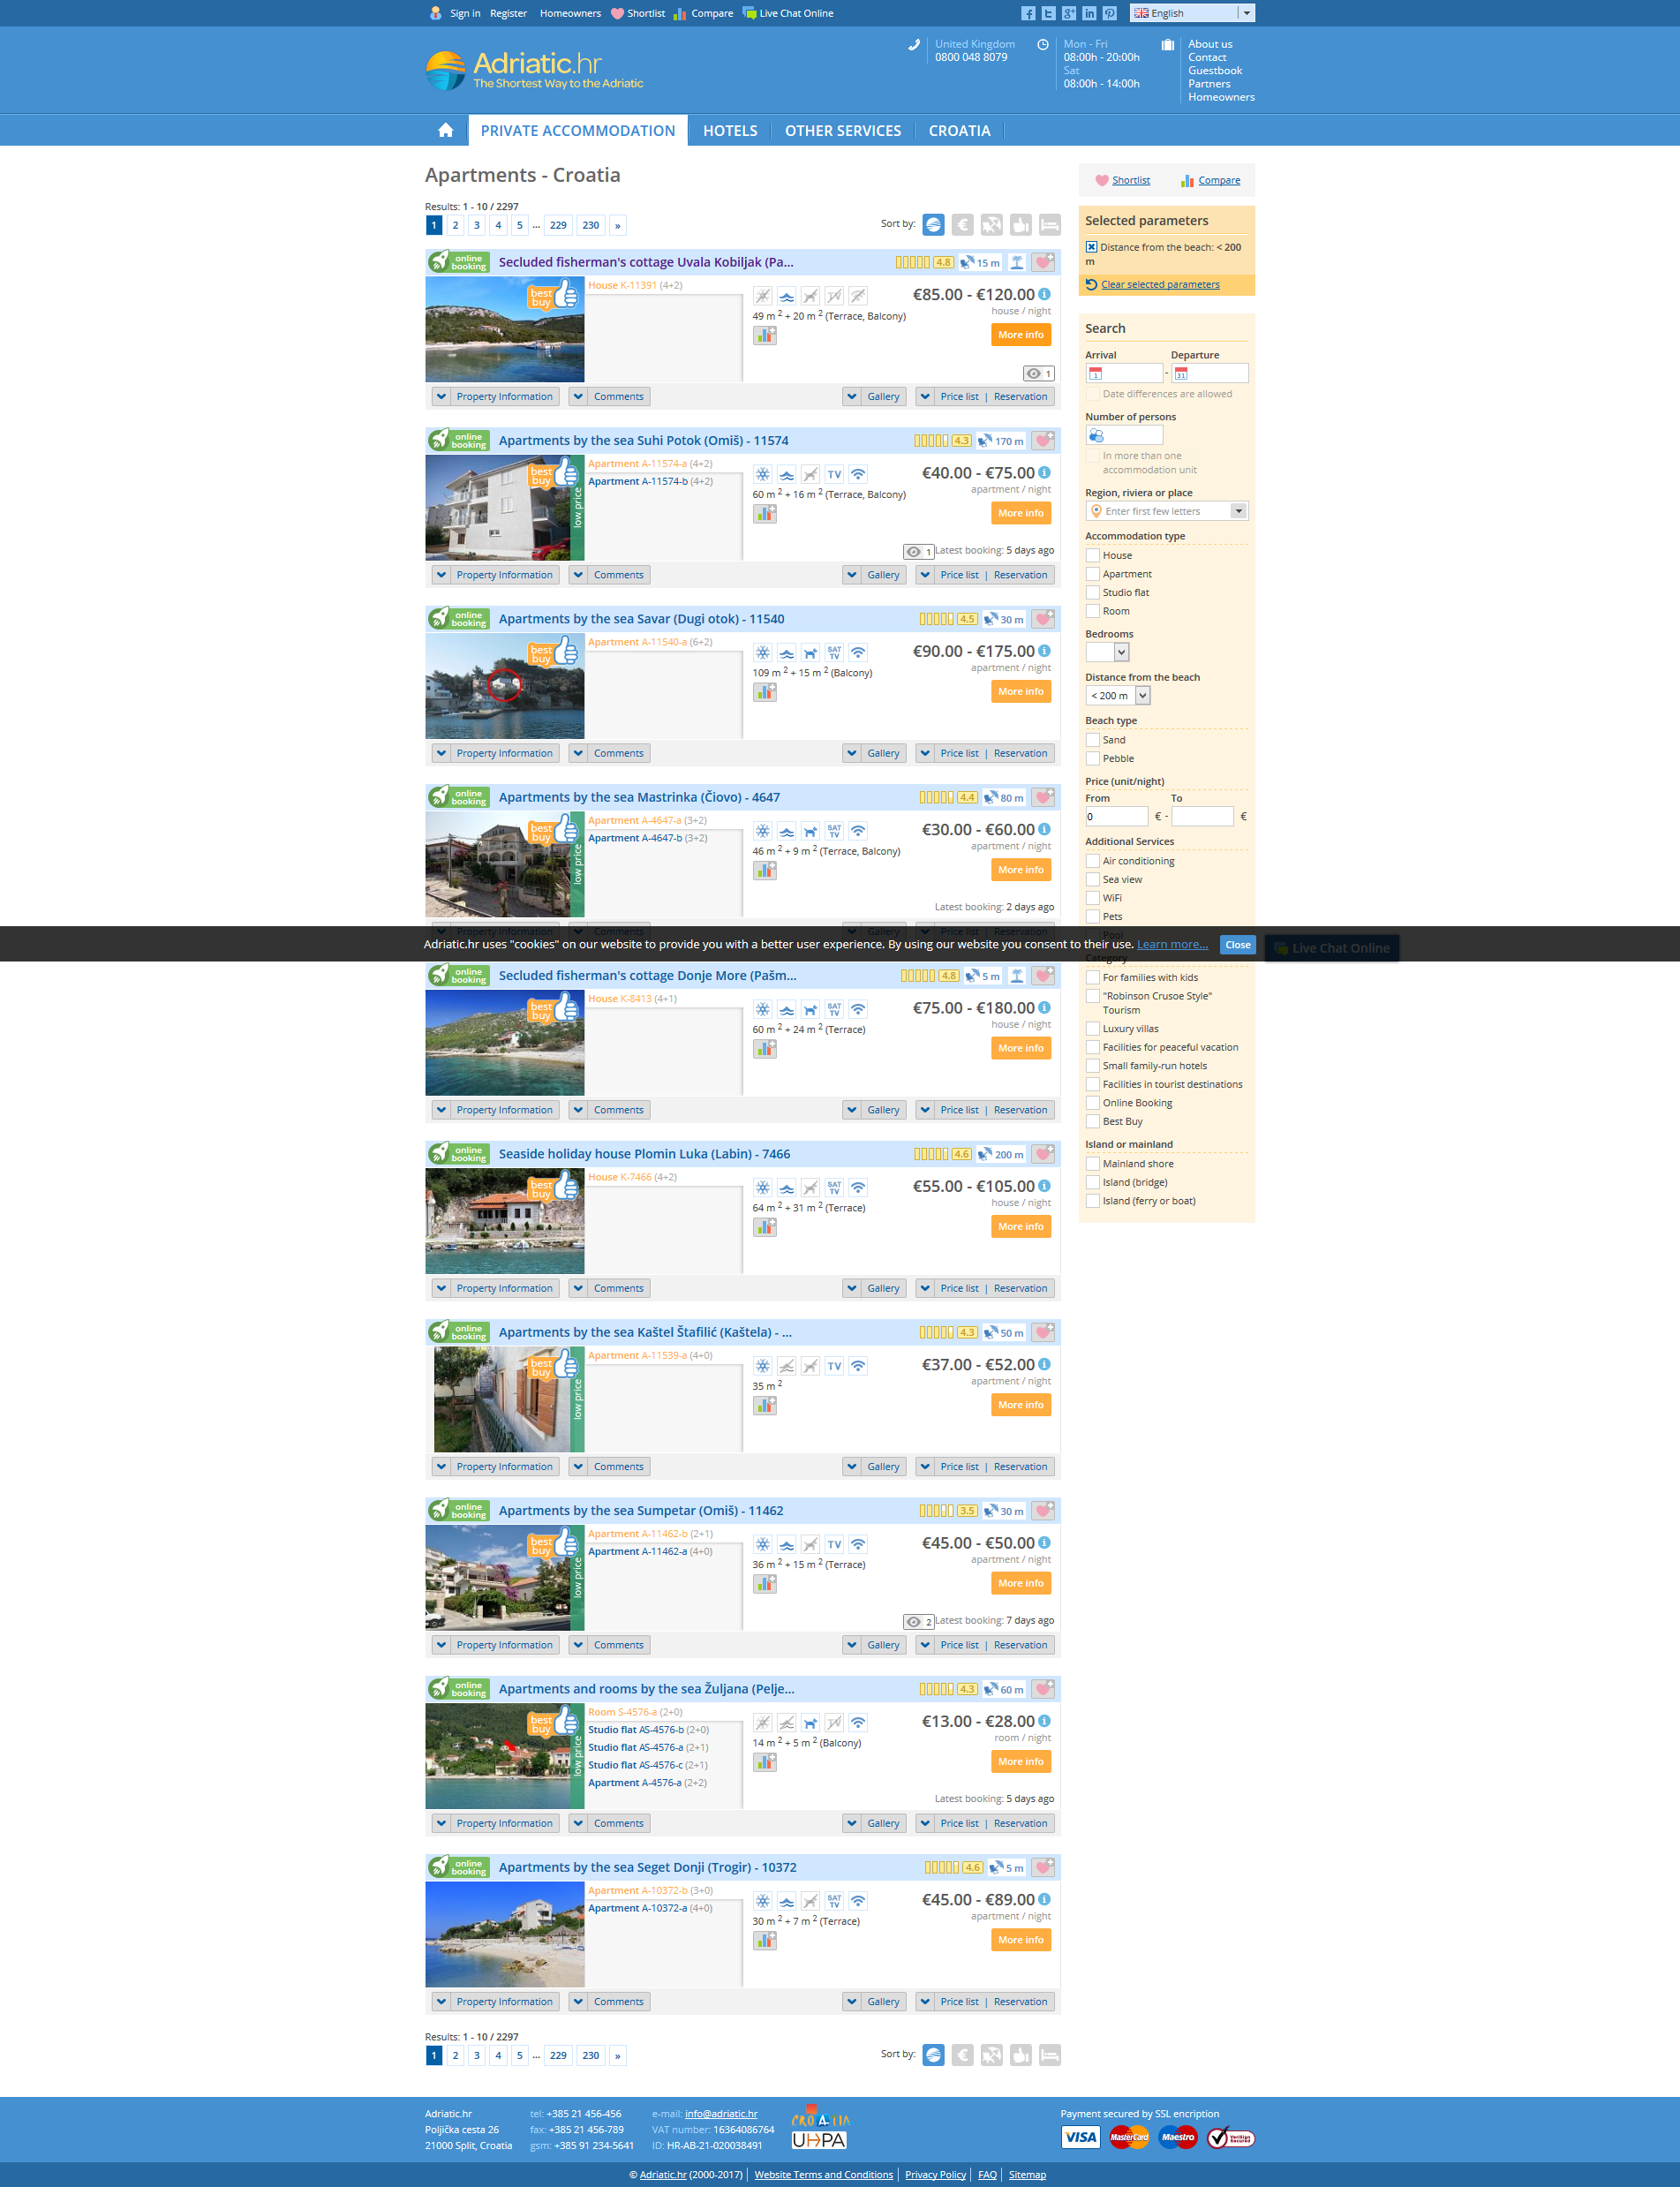 Sign in Register Homeowners Shortlist Compare Live Chat Online English
Adriatic.hr
The Shortest Way to the Adriatic
United Kingdom
0800 048 8079
Mon - Fri
08:00h - 20:00h
Sat
08:00h - 14:00h
About us
Contact
Guestbook
Partners
Homeowners
PRIVATE ACCOMMODATION HOTELS OTHER SERVICES CROATIA
Apartments - Croatia
Results: 1 - 10 / 2297
1 2 3 4 5 ... 229 230 »
Sort by:
online booking Secluded fisherman's cottage Uvala Kobiljak (Pa... 4.8 15 m
best buy
House K-11391 (4+2)
TV
49 m 2 + 20 m 2 (Terrace, Balcony)
€85.00 - €120.00
house / night
More info
1
Property Information Comments Gallery Price list | Reservation
online booking Apartments by the sea Suhi Potok (Omiš) - 11574 4.3 170 m
best buy
low price
Apartment A-11574-a (4+2)
Apartment A-11574-b (4+2)
TV
60 m 2 + 16 m 2 (Terrace, Balcony)
€40.00 - €75.00
apartment / night
More info
1 Latest booking: 5 days ago
Property Information Comments Gallery Price list | Reservation
online booking Apartments by the sea Savar (Dugi otok) - 11540 4.5 30 m
best buy
Apartment A-11540-a (6+2)
SAT TV
109 m 2 + 15 m 2 (Balcony)
€90.00 - €175.00
apartment / night
More info
Property Information Comments Gallery Price list | Reservation
online booking Apartments by the sea Mastrinka (Čiovo) - 4647 4.4 80 m
best buy
low price
Apartment A-4647-a (3+2)
Apartment A-4647-b (3+2)
SAT TV
46 m 2 + 9 m 2 (Terrace, Balcony)
€30.00 - €60.00
apartment / night
More info
Latest booking: 2 days ago
Adriatic.hr uses "cookies" on our website to provide you with a better user experience. By using our website you consent to their use. Learn more... Close
Live Chat Online
online booking Secluded fisherman's cottage Donje More (Pašm... 4.8 5 m
best buy
House K-8413 (4+1)
SAT TV
60 m 2 + 24 m 2 (Terrace)
€75.00 - €180.00
house / night
More info
Property Information Comments Gallery Price list | Reservation
online booking Seaside holiday house Plomin Luka (Labin) - 7466 4.6 200 m
best buy
House K-7466 (4+2)
SAT TV
64 m 2 + 31 m 2 (Terrace)
€55.00 - €105.00
house / night
More info
Property Information Comments Gallery Price list | Reservation
online booking Apartments by the sea Kaštel Štafilić (Kaštela) - ... 4.3 50 m
best buy
low price
Apartment A-11539-a (4+0)
TV
35 m 2
€37.00 - €52.00
apartment / night
More info
Property Information Comments Gallery Price list | Reservation
online booking Apartments by the sea Sumpetar (Omiš) - 11462 3.5 30 m
best buy
low price
Apartment A-11462-b (2+1)
Apartment A-11462-a (4+0)
TV
36 m 2 + 15 m 2 (Terrace)
€45.00 - €50.00
apartment / night
More info
2 Latest booking: 7 days ago
Property Information Comments Gallery Price list | Reservation
online booking Apartments and rooms by the sea Žuljana (Pelje... 4.3 60 m
best buy
low price
Room S-4576-a (2+0)
Studio flat AS-4576-b (2+0)
Studio flat AS-4576-a (2+1)
Studio flat AS-4576-c (2+1)
Apartment A-4576-a (2+2)
TV
14 m 2 + 5 m 2 (Balcony)
€13.00 - €28.00
room / night
More info
Latest booking: 5 days ago
Property Information Comments Gallery Price list | Reservation
online booking Apartments by the sea Seget Donji (Trogir) - 10372 4.6 5 m
Apartment A-10372-b (3+0)
Apartment A-10372-a (4+0)
SAT TV
30 m 2 + 7 m 2 (Terrace)
€45.00 - €89.00
apartment / night
More info
Property Information Comments Gallery Price list | Reservation
Results: 1 - 10 / 2297
1 2 3 4 5 ... 229 230 »
Sort by:
Shortlist Compare
Selected parameters
Distance from the beach: < 200
m
Clear selected parameters
Search
Arrival Departure
1 - 31
Date differences are allowed
Number of persons
In more than one
accommodation unit
Region, riviera or place
Enter first few letters
Accommodation type
House
Apartment
Studio flat
Room
Bedrooms
Distance from the beach
< 200 m
Beach type
Sand
Pebble
Price (unit/night)
From To
0 € - €
Additional Services
Air conditioning
Sea view
WiFi
Pets
Pool
Category
For families with kids
"Robinson Crusoe Style"
Tourism
Luxury villas
Facilities for peaceful vacation
Small family-run hotels
Facilities in tourist destinations
Online Booking
Best Buy
Island or mainland
Mainland shore
Island (bridge)
Island (ferry or boat)
Adriatic.hr
Poljička cesta 26
21000 Split, Croatia
tel: +385 21 456-456
fax: +385 21 456-789
gsm: +385 91 234-5641
e-mail: info@adriatic.hr
VAT number: 16364086764
ID: HR-AB-21-020038491
CROATIA
UHPA
Payment secured by SSL encription
VISA MasterCard Maestro
© Adriatic.hr (2000-2017) | Website Terms and Conditions | Privacy Policy | FAQ | Sitemap